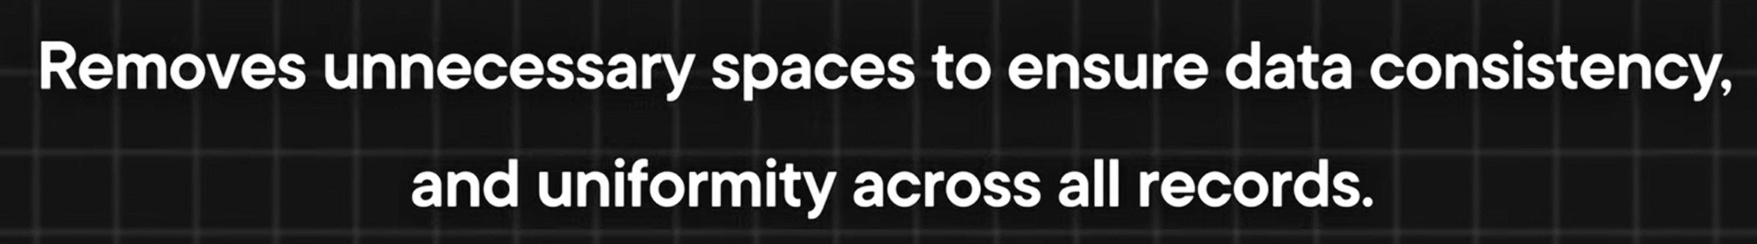 Removes unnecessary spaces to ensure data consistency,
and uniformity across all records.